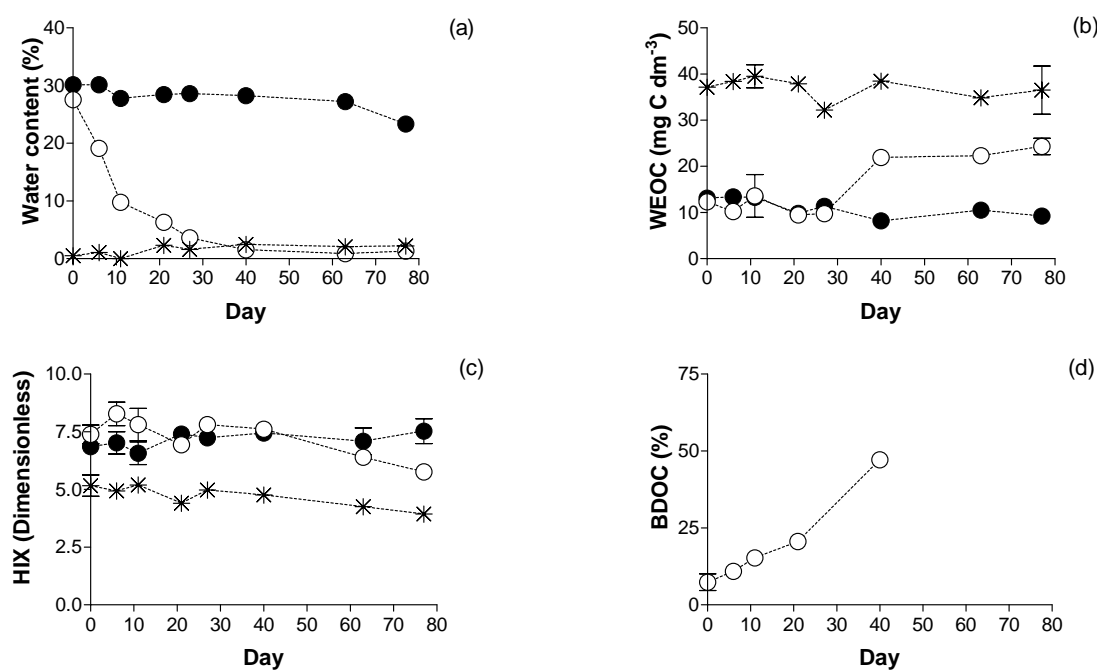 (a)
Water content (%)
40
30
20
10
0
0 10 20 30 40 50 60 70 80
Day
(b)
WEOC (mg C dm⁻³)
50
40
30
20
10
0
0 10 20 30 40 50 60 70 80
Day
(c)
HIX (Dimensionless)
10.0
7.5
5.0
2.5
0.0
0 10 20 30 40 50 60 70 80
Day
(d)
BDOC (%)
75
50
25
0
0 10 20 30 40 50 60 70 80
Day